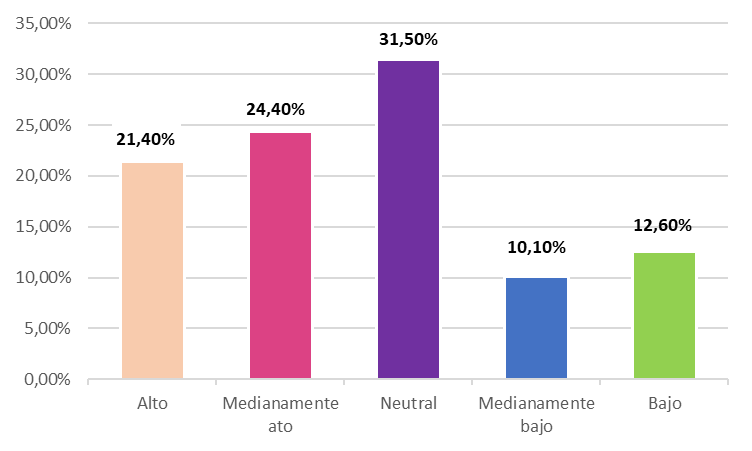 35,00%
30,00%
25,00%
20,00%
15,00%
10,00%
5,00%
0,00%
21,40%
24,40%
31,50%
10,10%
12,60%
Alto
Medianamente
ato
Neutral
Medianamente
bajo
Bajo